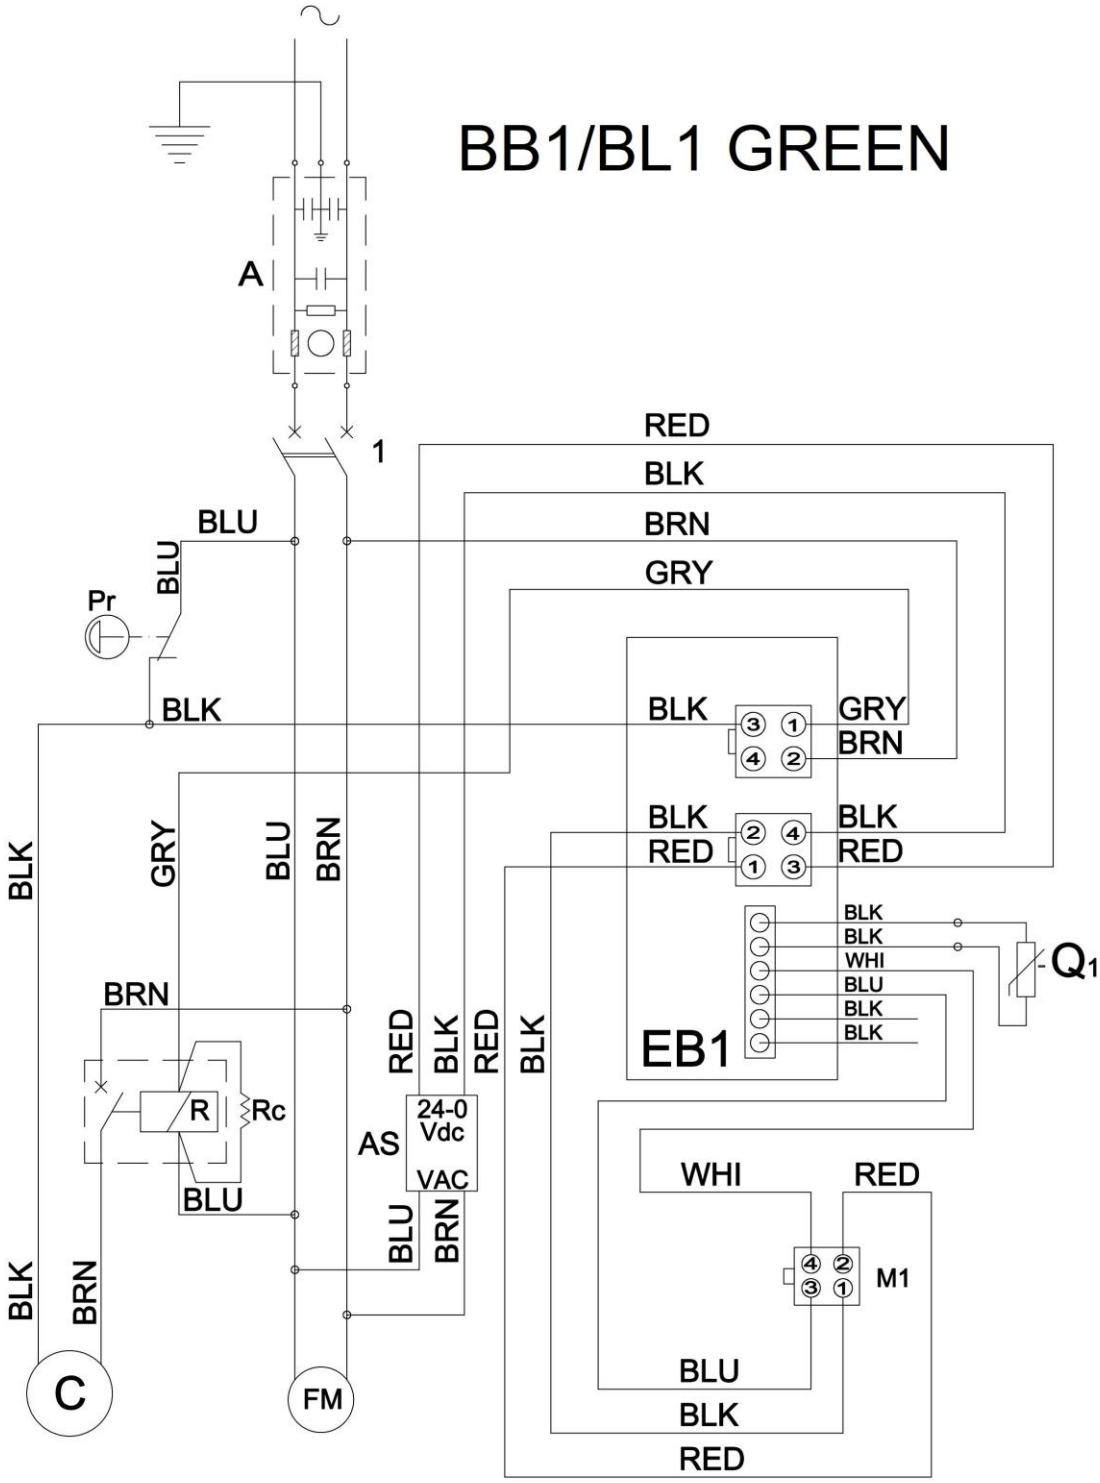 BB1/BL1 GREEN
A
1
RED
BLK
BLU
BRN
BLU
GRY
Pr
BLK
BLK
3
1
GRY
4
2
BRN
BLK
GRY
BLU
BRN
BLK
2
4
BLK
RED
1
3
RED
BLK
BLK
WHI
BLU
BLK
BLK
Q1
EB1
BRN
RED
BLK
RED
BLK
R
Rc
24-0
Vdc
AS
VAC
BLU
BLU
BRN
WHI
RED
4
2
3
1
M1
BLK
BRN
C
FM
BLU
BLK
RED